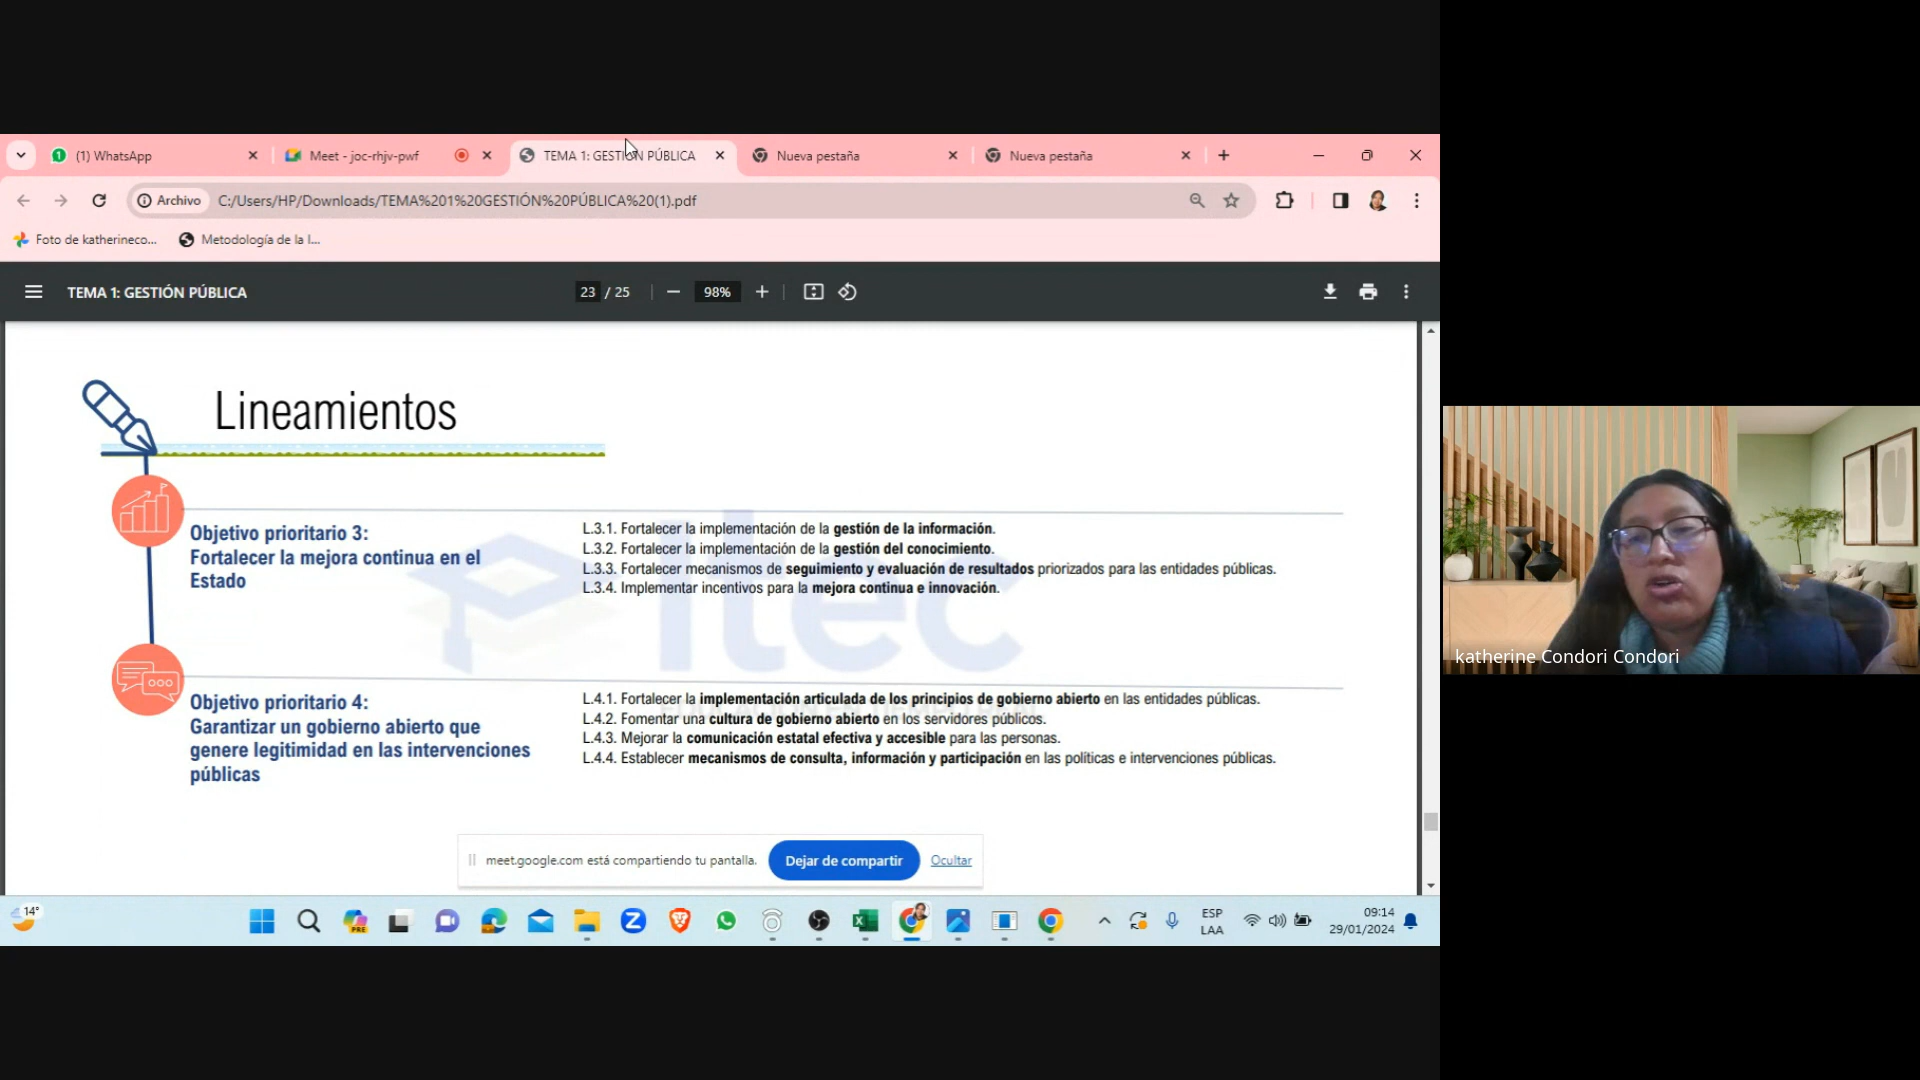 (1) WhatsApp
Meet - joc-rhjv-pwf
TEMA 1: GESTIÓN PÚBLICA
Nueva pestaña
Nueva pestaña
Archivo
C:/Users/HP/Downloads/TEMA%201%20GESTIÓN%20PÚBLICA%20(1).pdf
Foto de katherineco...
Metodología de la I...
TEMA 1: GESTIÓN PÚBLICA
23 / 25
98%
Lineamientos
Objetivo prioritario 3:
Fortalecer la mejora continua en el
Estado
L.3.1. Fortalecer la implementación de la gestión de la información.
L.3.2. Fortalecer la implementación de la gestión del conocimiento.
L.3.3. Fortalecer mecanismos de seguimiento y evaluación de resultados priorizados para las entidades públicas.
L.3.4. Implementar incentivos para la mejora continua e innovación.
Itec
Objetivo prioritario 4:
Garantizar un gobierno abierto que
genere legitimidad en las intervenciones
públicas
L.4.1. Fortalecer la implementación articulada de los principios de gobierno abierto en las entidades públicas.
L.4.2. Fomentar una cultura de gobierno abierto en los servidores públicos.
L.4.3. Mejorar la comunicación estatal efectiva y accesible para las personas.
L.4.4. Establecer mecanismos de consulta, información y participación en las políticas e intervenciones públicas.
meet.google.com está compartiendo tu pantalla.
Dejar de compartir
Ocultar
katherine Condori Condori
14°
PRE
ESP
LAA
09:14
29/01/2024